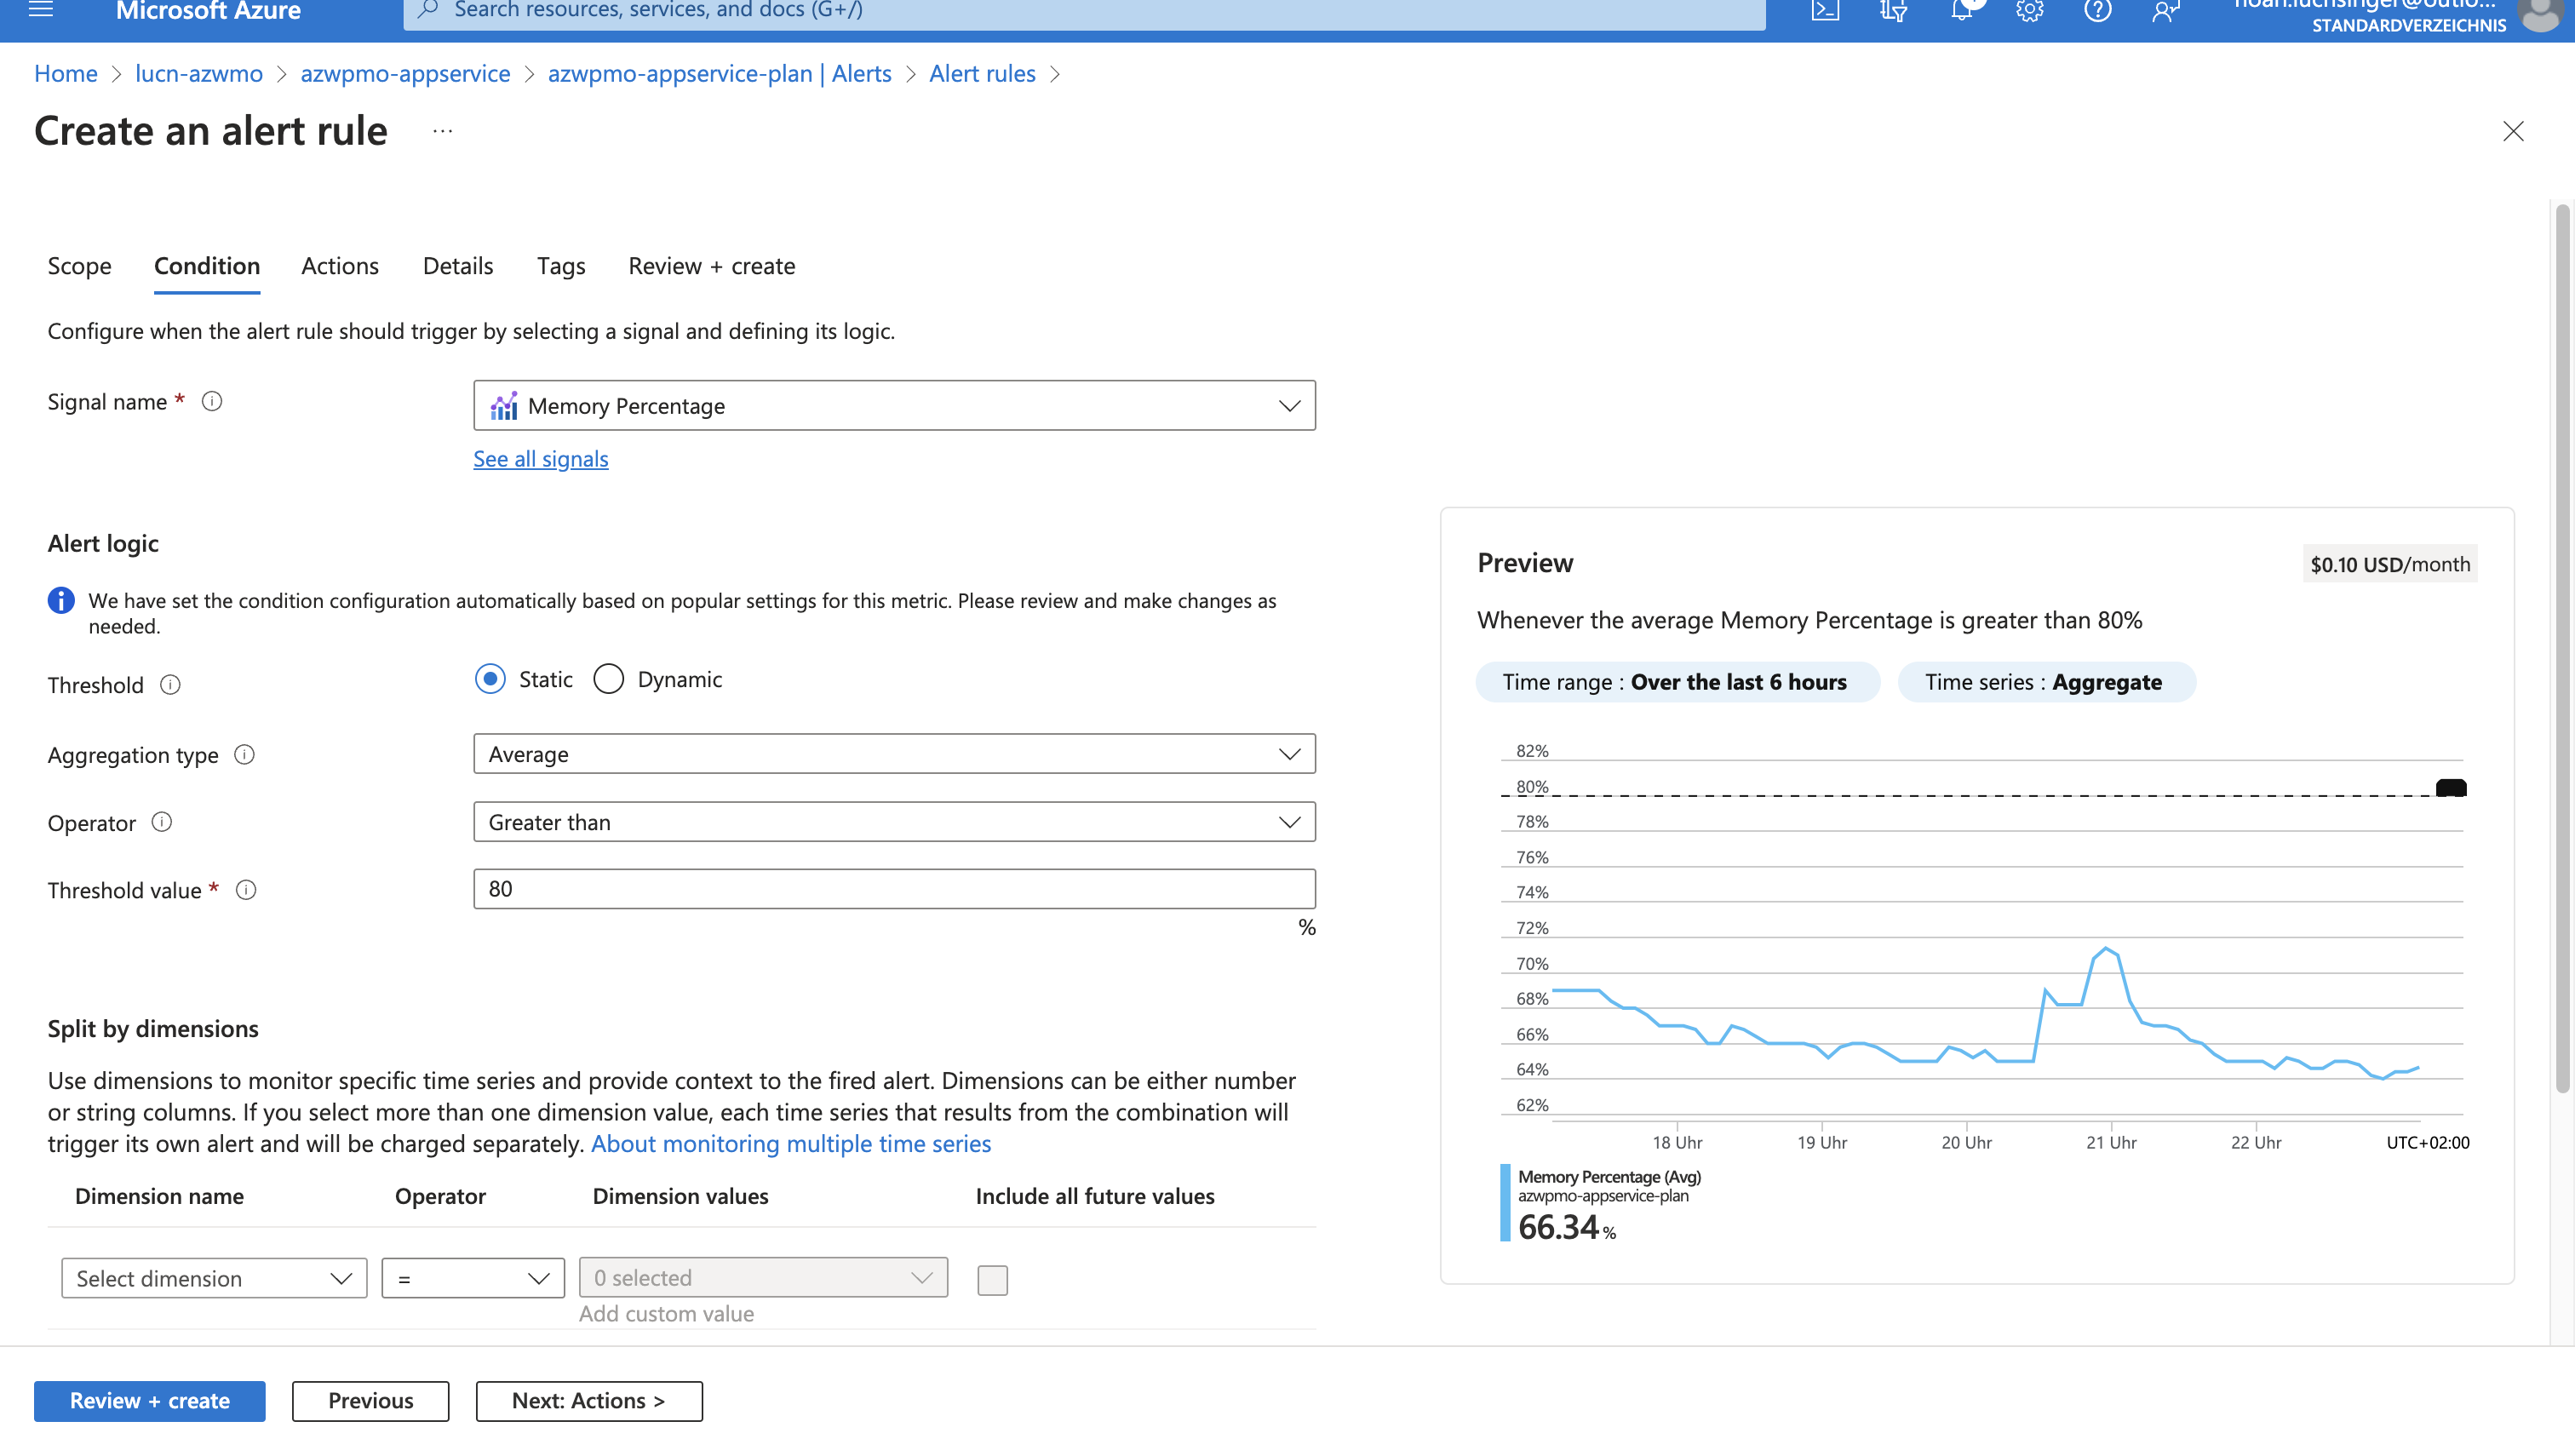 Microsoft Azure
Search resources, services, and docs (G+/)
STANDARDVERZEICHNIS
Home > lucn-azwmo > azwpmo-appservice > azwpmo-appservice-plan | Alerts > Alert rules >
Create an alert rule ...
Scope Condition Actions Details Tags Review + create
Configure when the alert rule should trigger by selecting a signal and defining its logic.
Signal name *
Memory Percentage
See all signals
Alert logic
We have set the condition configuration automatically based on popular settings for this metric. Please review and make changes as
needed.
Threshold
Static Dynamic
Aggregation type
Average
Operator
Greater than
Threshold value *
80
%
Split by dimensions
Use dimensions to monitor specific time series and provide context to the fired alert. Dimensions can be either number
or string columns. If you select more than one dimension value, each time series that results from the combination will
trigger its own alert and will be charged separately. About monitoring multiple time series
Dimension name Operator Dimension values Include all future values
Select dimension = 0 selected
Add custom value
Preview
$0.10 USD/month
Whenever the average Memory Percentage is greater than 80%
Time range : Over the last 6 hours Time series : Aggregate
82%
80%
78%
76%
74%
72%
70%
68%
66%
64%
62%
18 Uhr 19 Uhr 20 Uhr 21 Uhr 22 Uhr UTC+02:00
Memory Percentage (Avg)
azwpmo-appservice-plan
66.34 %
Review + create Previous Next: Actions >